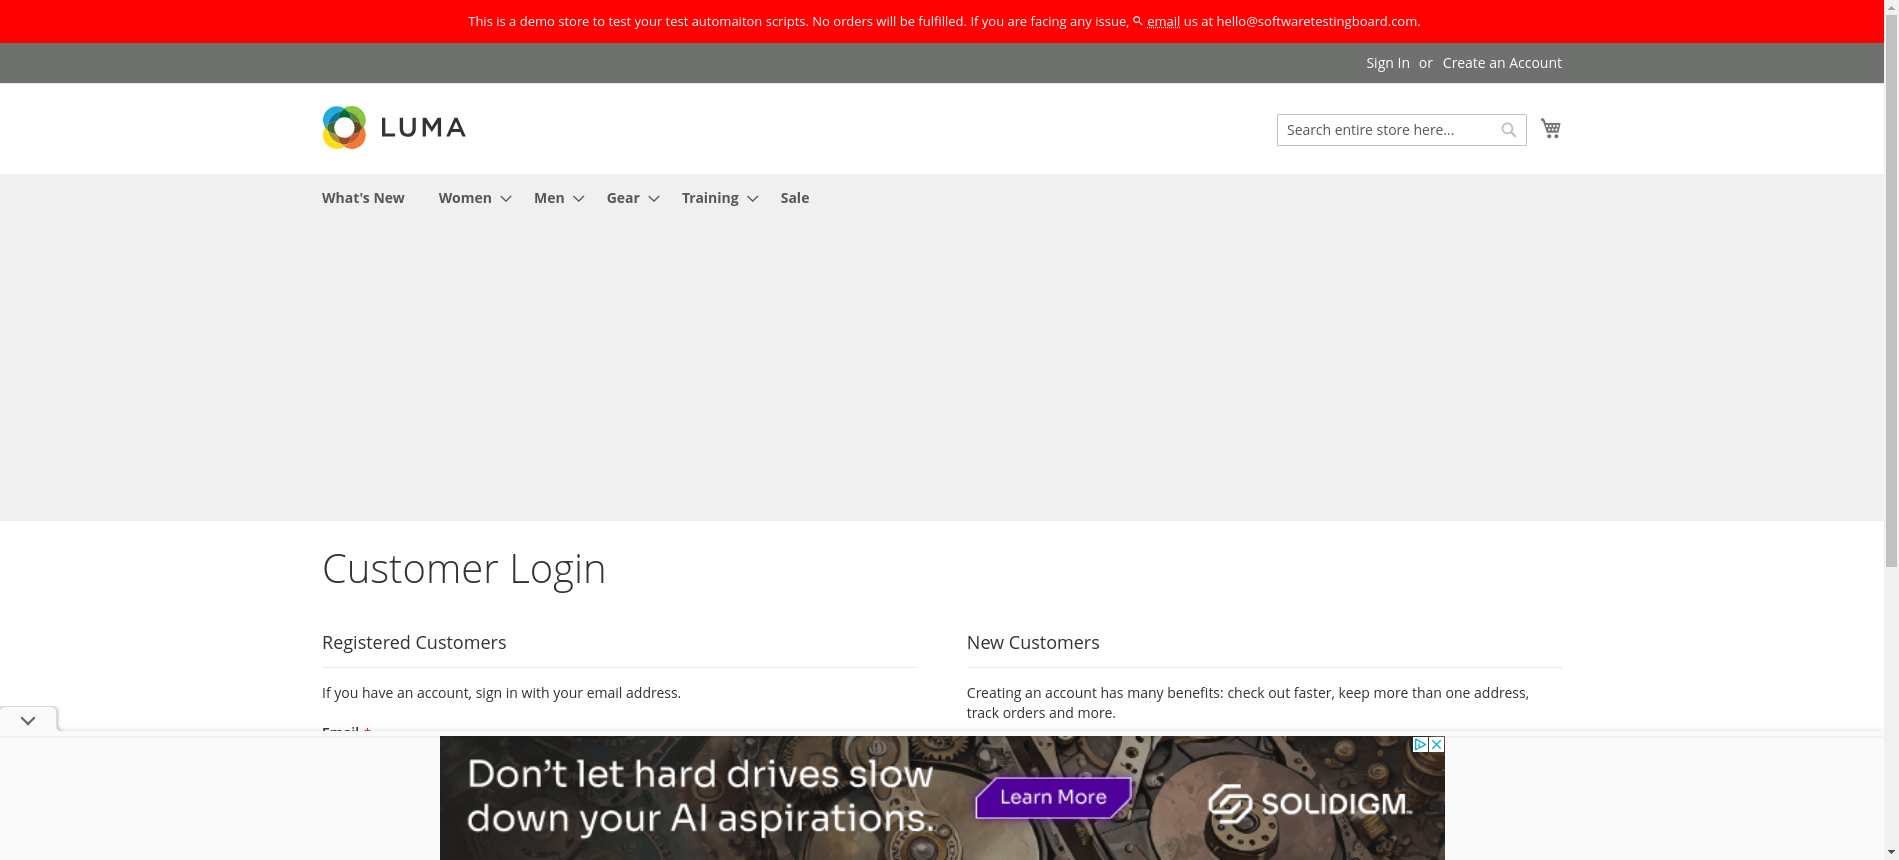 This is a demo store to test your test automaiton scripts. No orders will be fulfilled. If you are facing any issue, email us at hello@softwaretestingboard.com.
Sign In or Create an Account
LUMA
Search entire store here...
What's New Women Men Gear Training Sale
Customer Login
Registered Customers
If you have an account, sign in with your email address.
Email *
New Customers
Creating an account has many benefits: check out faster, keep more than one address,
track orders and more.
Don't let hard drives slow
down your AI aspirations.
Learn More
SOLIDIGM